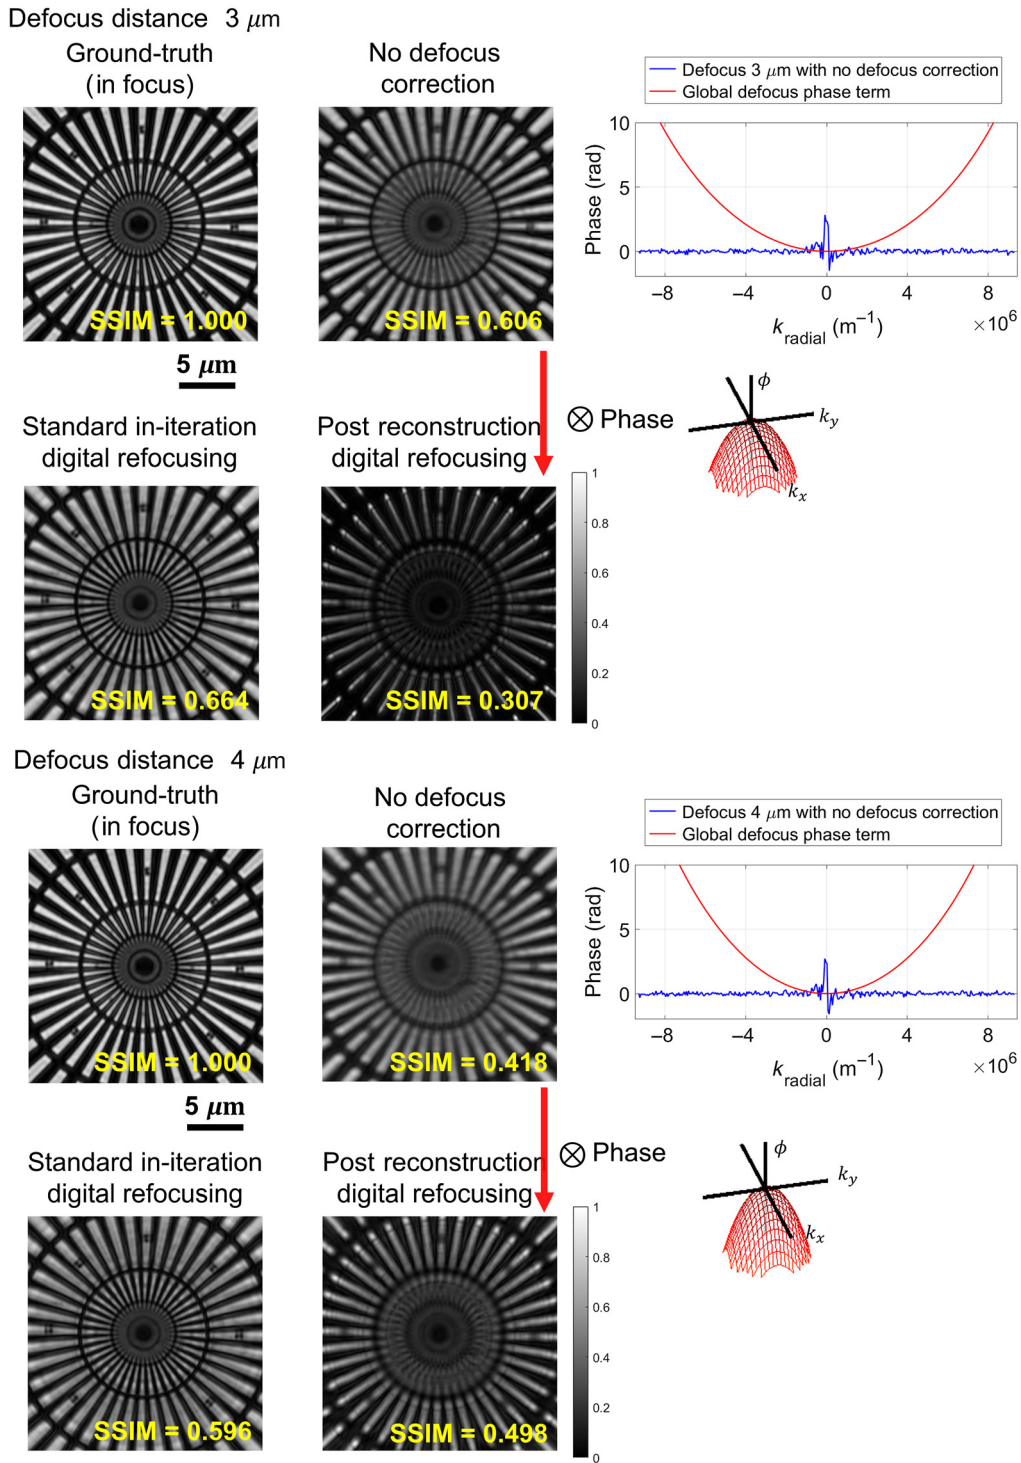 Defocus distance 3 μm
Ground-truth
(in focus)
No defocus
correction
Defocus 3 μm with no defocus correction
Global defocus phase term
10
5
0
Phase (rad)
−8
−4
0
4
8
k radial (m⁻¹)
×10⁶
SSIM = 1.000
SSIM = 0.606
5 μm
ϕ
k_y
k_x
⊗ Phase
Standard in-iteration
digital refocusing
Post reconstruction
digital refocusing
1
0.8
0.6
0.4
0.2
0
SSIM = 0.664
SSIM = 0.307
Defocus distance 4 μm
Ground-truth
(in focus)
No defocus
correction
Defocus 4 μm with no defocus correction
Global defocus phase term
10
5
0
Phase (rad)
−8
−4
0
4
8
k radial (m⁻¹)
×10⁶
SSIM = 1.000
SSIM = 0.418
5 μm
ϕ
k_y
k_x
⊗ Phase
Standard in-iteration
digital refocusing
Post reconstruction
digital refocusing
1
0.8
0.6
0.4
0.2
0
SSIM = 0.596
SSIM = 0.498